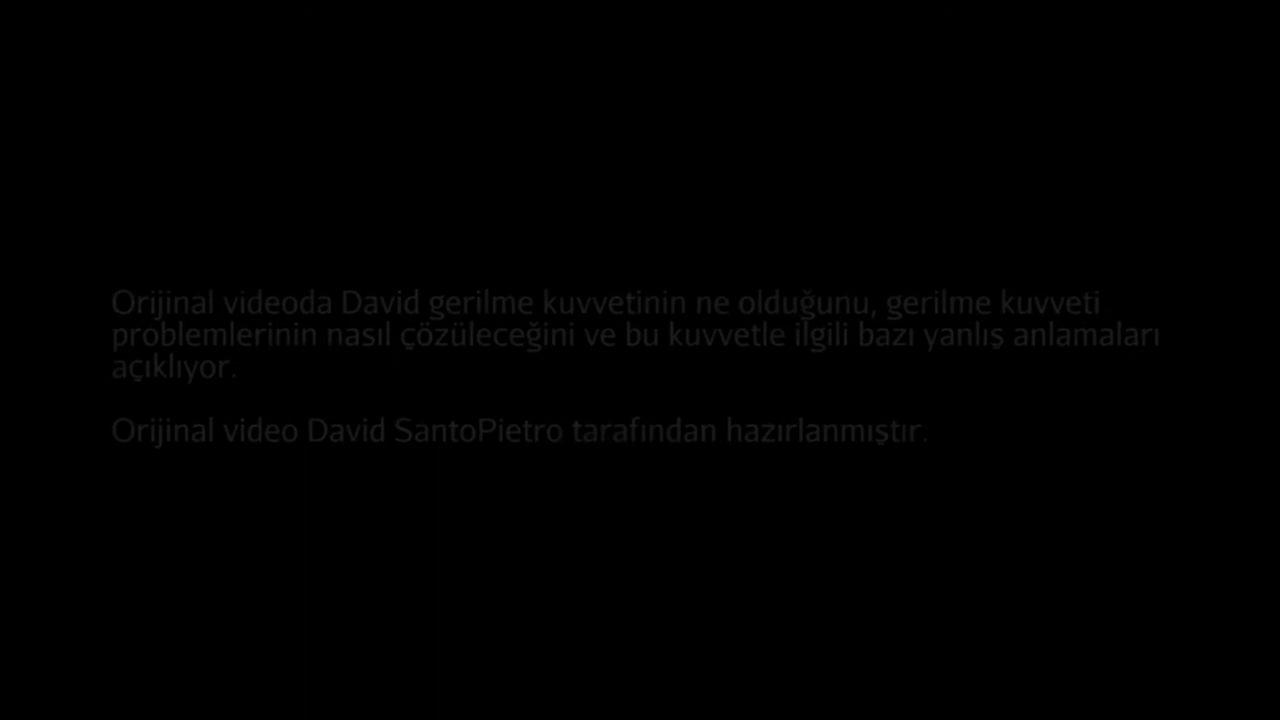 Orijinal videoda David gerilme kuvvetinin ne olduğunu, gerilme kuvveti
problemlerinin nasıl çözüleceğini ve bu kuvvetle ilgili bazı yanlış anlamaları
açıklıyor.
Orijinal video David SantoPietro tarafından hazırlanmıştır.